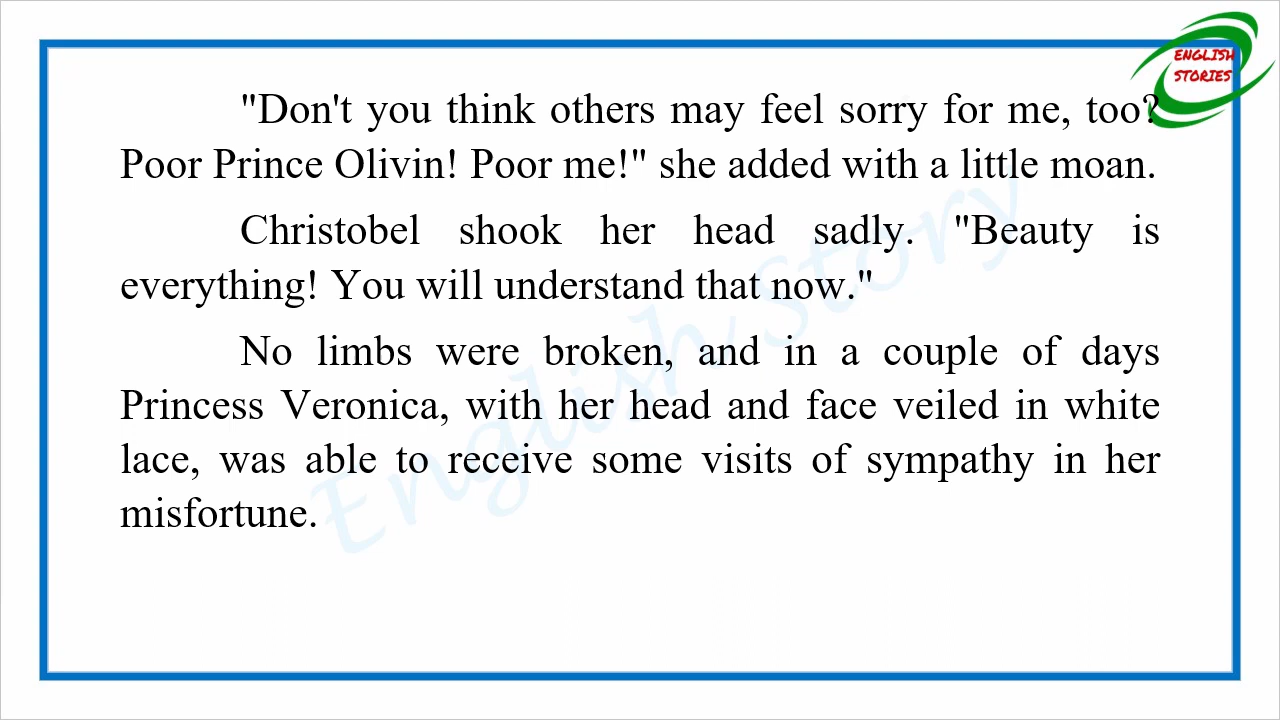 ENGLISH
STORIES
"Don't you think others may feel sorry for me, too?
Poor Prince Olivin! Poor me!" she added with a little moan.
Christobel shook her head sadly. "Beauty is
everything! You will understand that now."
No limbs were broken, and in a couple of days
Princess Veronica, with her head and face veiled in white
lace, was able to receive some visits of sympathy in her
misfortune.
English Story